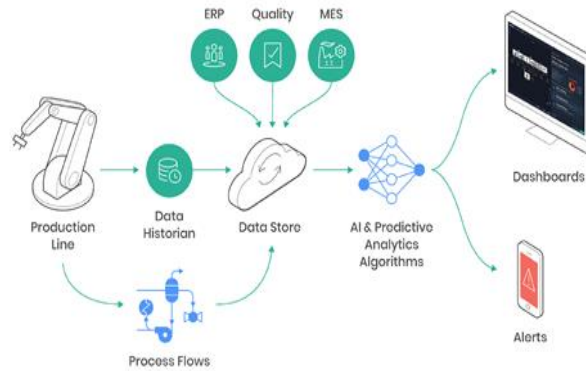 ERP
Quality
MES
Production
Line
Data
Historian
Data Store
AI & Predictive
Analytics
Algorithms
Dashboards
Process Flows
Alerts